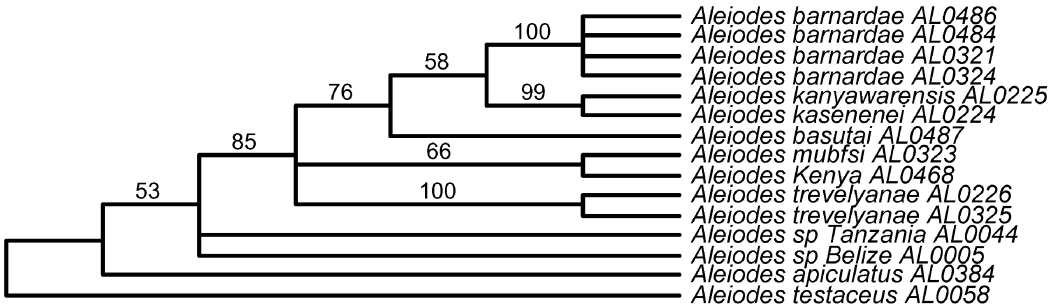 Aleiodes barnardae AL0486
100
Aleiodes barnardae AL0484
58
Aleiodes barnardae AL0321
Aleiodes barnardae AL0324
76
99
Aleiodes kanyawarensis AL0225
Aleiodes kasenenei AL0224
Aleiodes basutai AL0487
85
66
Aleiodes mubfsi AL0323
Aleiodes Kenya AL0468
53
100
Aleiodes trevelyanae AL0226
Aleiodes trevelyanae AL0325
Aleiodes sp Tanzania AL0044
Aleiodes sp Belize AL0005
Aleiodes apiculatus AL0384
Aleiodes testaceus AL0058